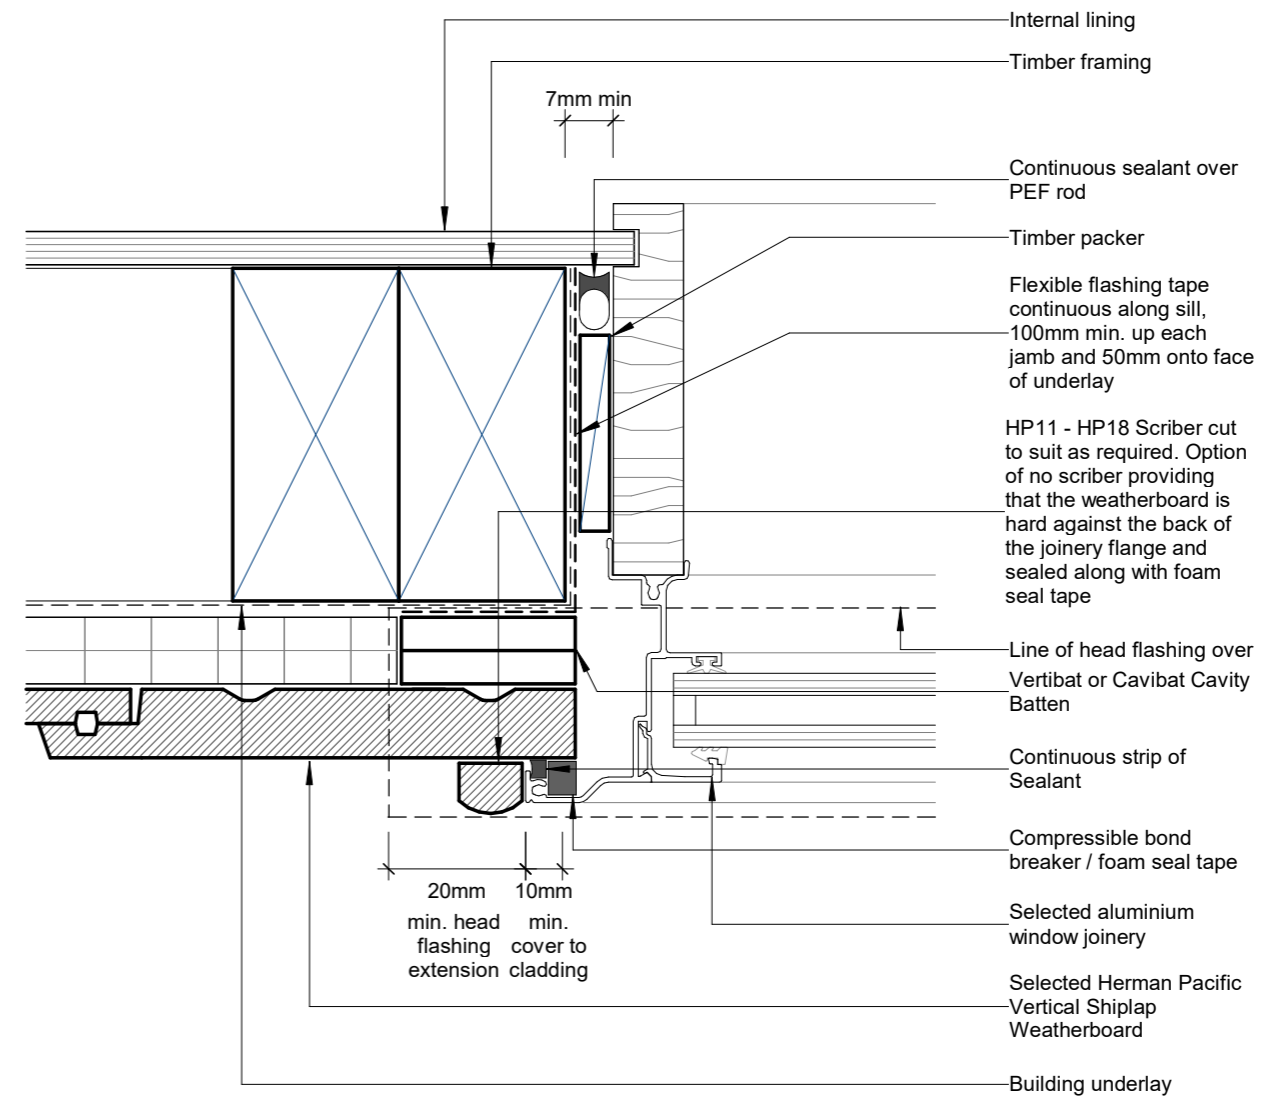 Internal lining
Timber framing
7mm min
Continuous sealant over
PEF rod
Timber packer
Flexible flashing tape
continuous along sill,
100mm min. up each
jamb and 50mm onto face
of underlay
HP11 - HP18 Scriber cut
to suit as required. Option
of no scriber providing
that the weatherboard is
hard against the back of
the joinery flange and
sealed along with foam
seal tape
Line of head flashing over
Vertibat or Cavibat Cavity
Batten
Continuous strip of
Sealant
Compressible bond
breaker / foam seal tape
20mm
min. head
flashing
extension
10mm
min.
cover to
cladding
Selected aluminium
window joinery
Selected Herman Pacific
Vertical Shiplap
Weatherboard
Building underlay